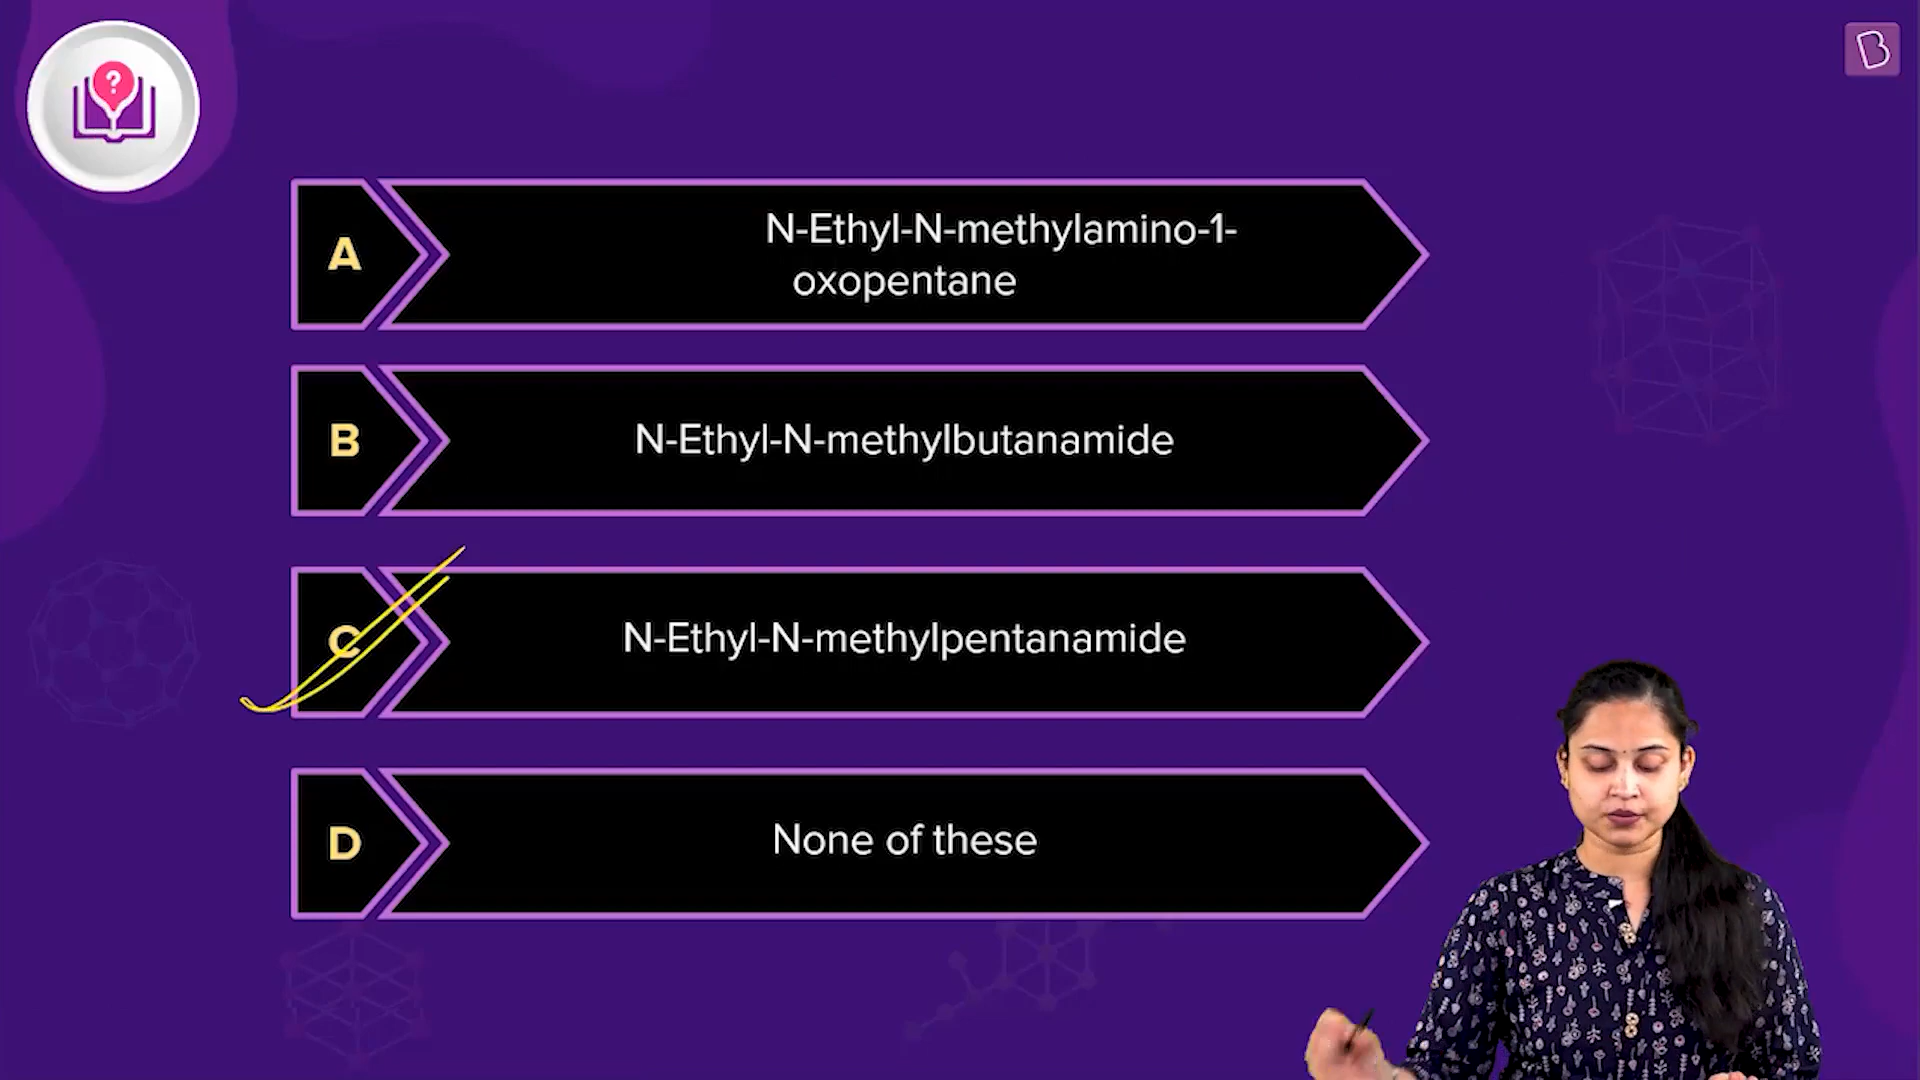 ?
B
A
N-Ethyl-N-methylamino-1-
oxopentane
B
N-Ethyl-N-methylbutanamide
C
N-Ethyl-N-methylpentanamide
D
None of these